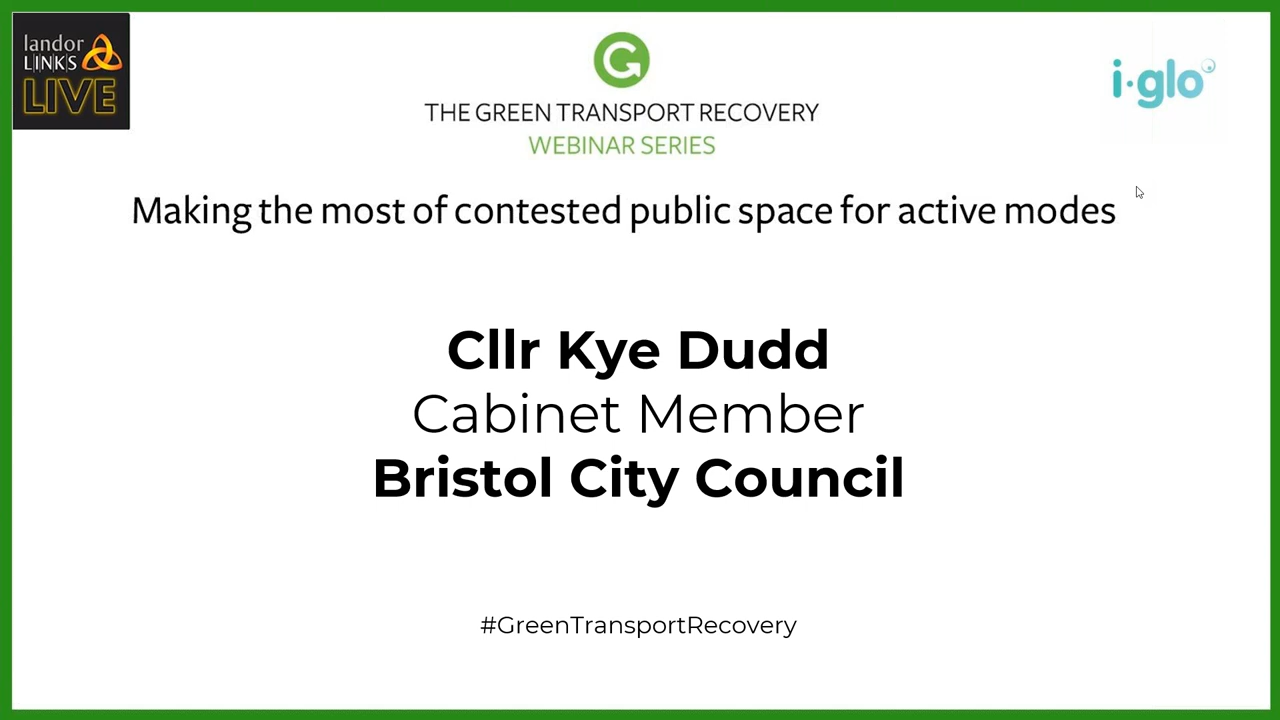 landor
LINKS
LIVE
G
THE GREEN TRANSPORT RECOVERY
WEBINAR SERIES
i·glo
Making the most of contested public space for active modes
Cllr Kye Dudd
Cabinet Member
Bristol City Council
#GreenTransportRecovery